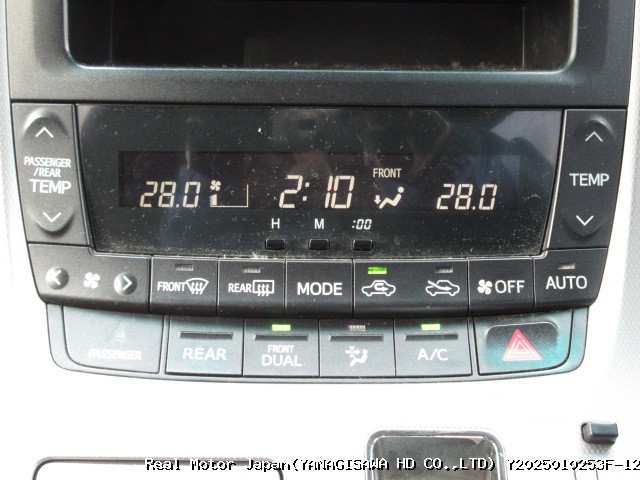 PASSENGER
/REAR
TEMP
28.0
2:10
FRONT
28.0
H M :00
TEMP
FRONT
REAR
MODE
OFF
AUTO
PASSENGER
REAR
FRONT
DUAL
A/C
Real Motor Japan(YANAGISAWA HD CO.,LTD) Y2025010253F-12